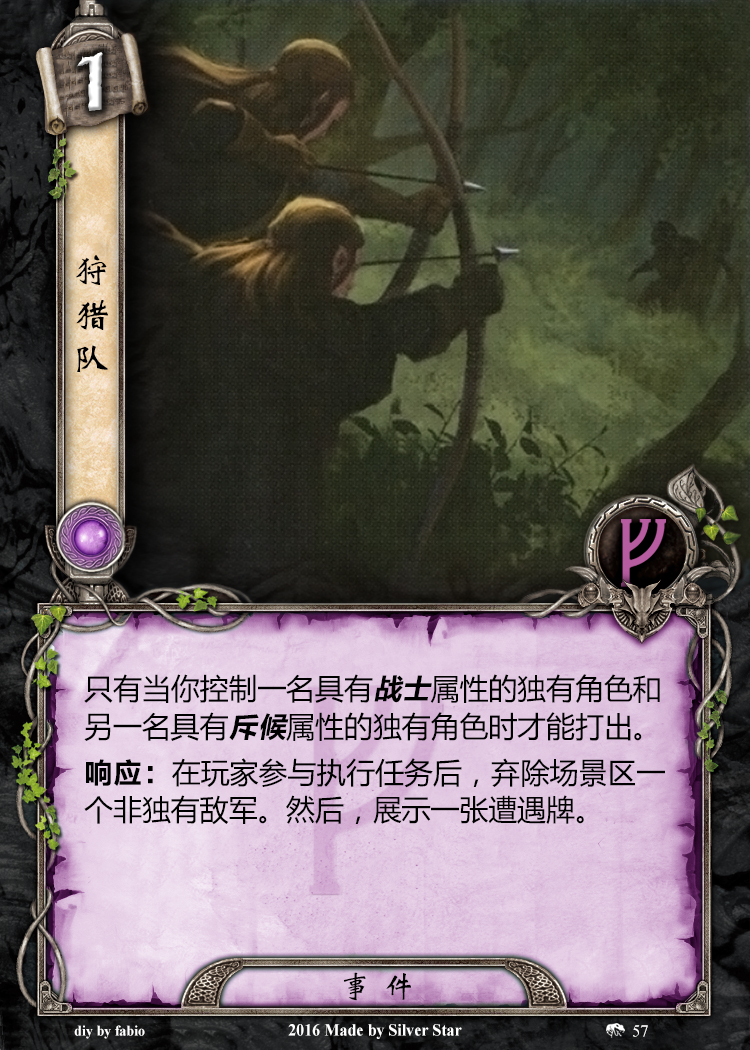 1
狩猎队
只有当你控制一名具有战士属性的独有角色和
另一名具有斥候属性的独有角色时才能打出。
响应：在玩家参与执行任务后，弃除场景区一
个非独有敌军。然后，展示一张遭遇牌。
事件
diy by fabio
2016 Made by Silver Star
57